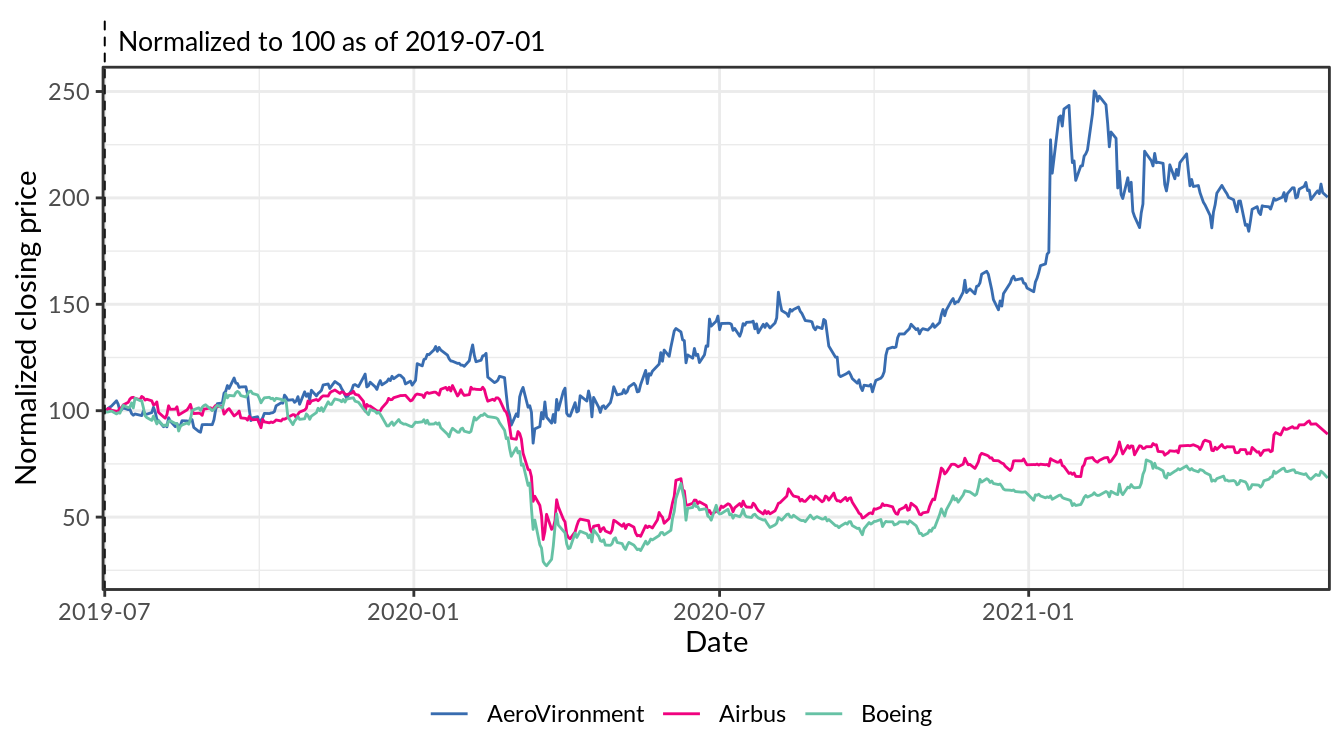 Normalized to 100 as of 2019-07-01
Normalized closing price
250
200
150
100
50
2019-07 2020-01 2020-07 2021-01
Date
AeroVironment Airbus Boeing